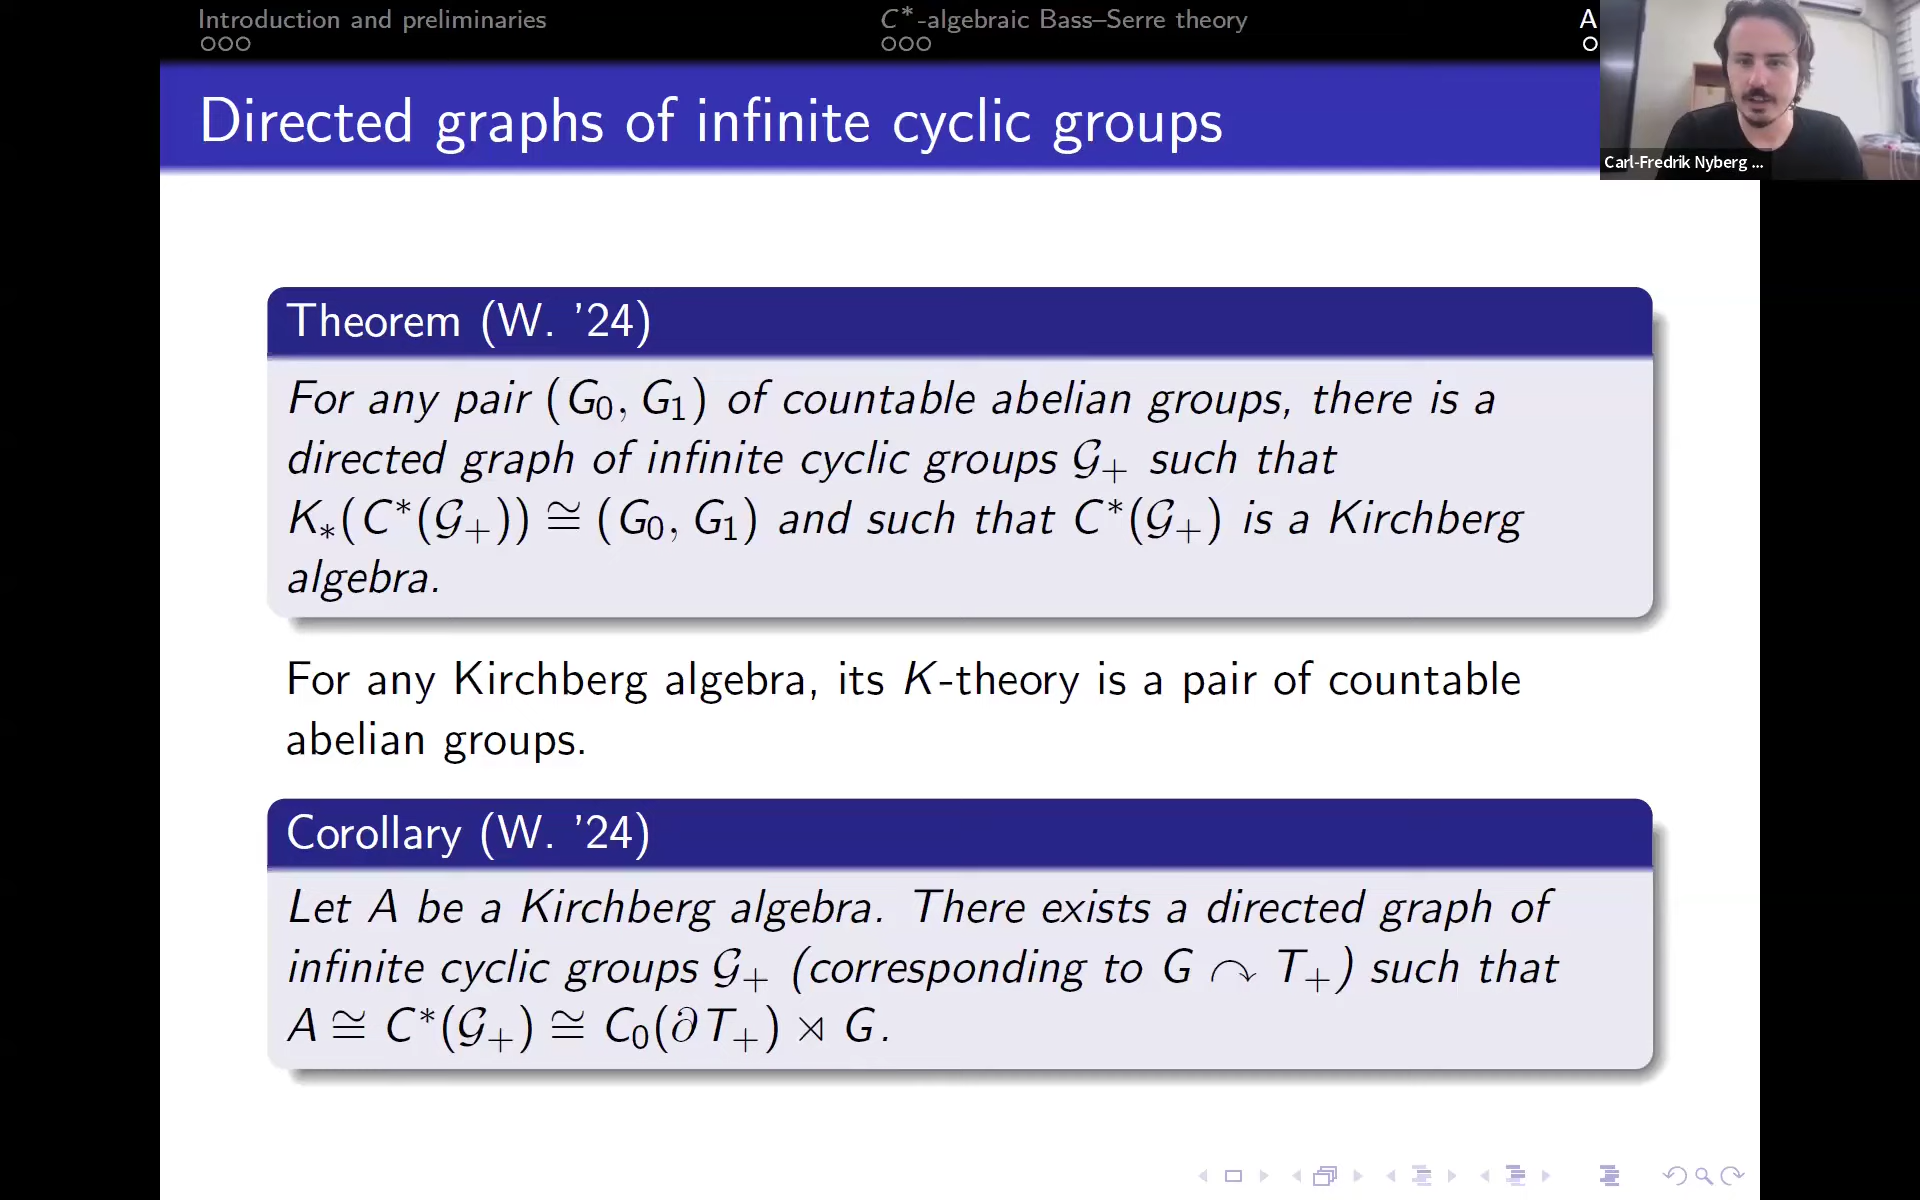 Introduction and preliminaries
C*-algebraic Bass–Serre theory
A
Directed graphs of infinite cyclic groups
Carl-Fredrik Nyberg ...
Theorem (W. ’24)
For any pair (G₀, G₁) of countable abelian groups, there is a
directed graph of infinite cyclic groups 𝒢₊ such that
K∗(C*(𝒢₊)) ≅ (G₀, G₁) and such that C*(𝒢₊) is a Kirchberg
algebra.
For any Kirchberg algebra, its K-theory is a pair of countable
abelian groups.
Corollary (W. ’24)
Let A be a Kirchberg algebra. There exists a directed graph of
infinite cyclic groups 𝒢₊ (corresponding to G ↷ T₊) such that
A ≅ C*(𝒢₊) ≅ C₀(∂T₊) ⋊ G.